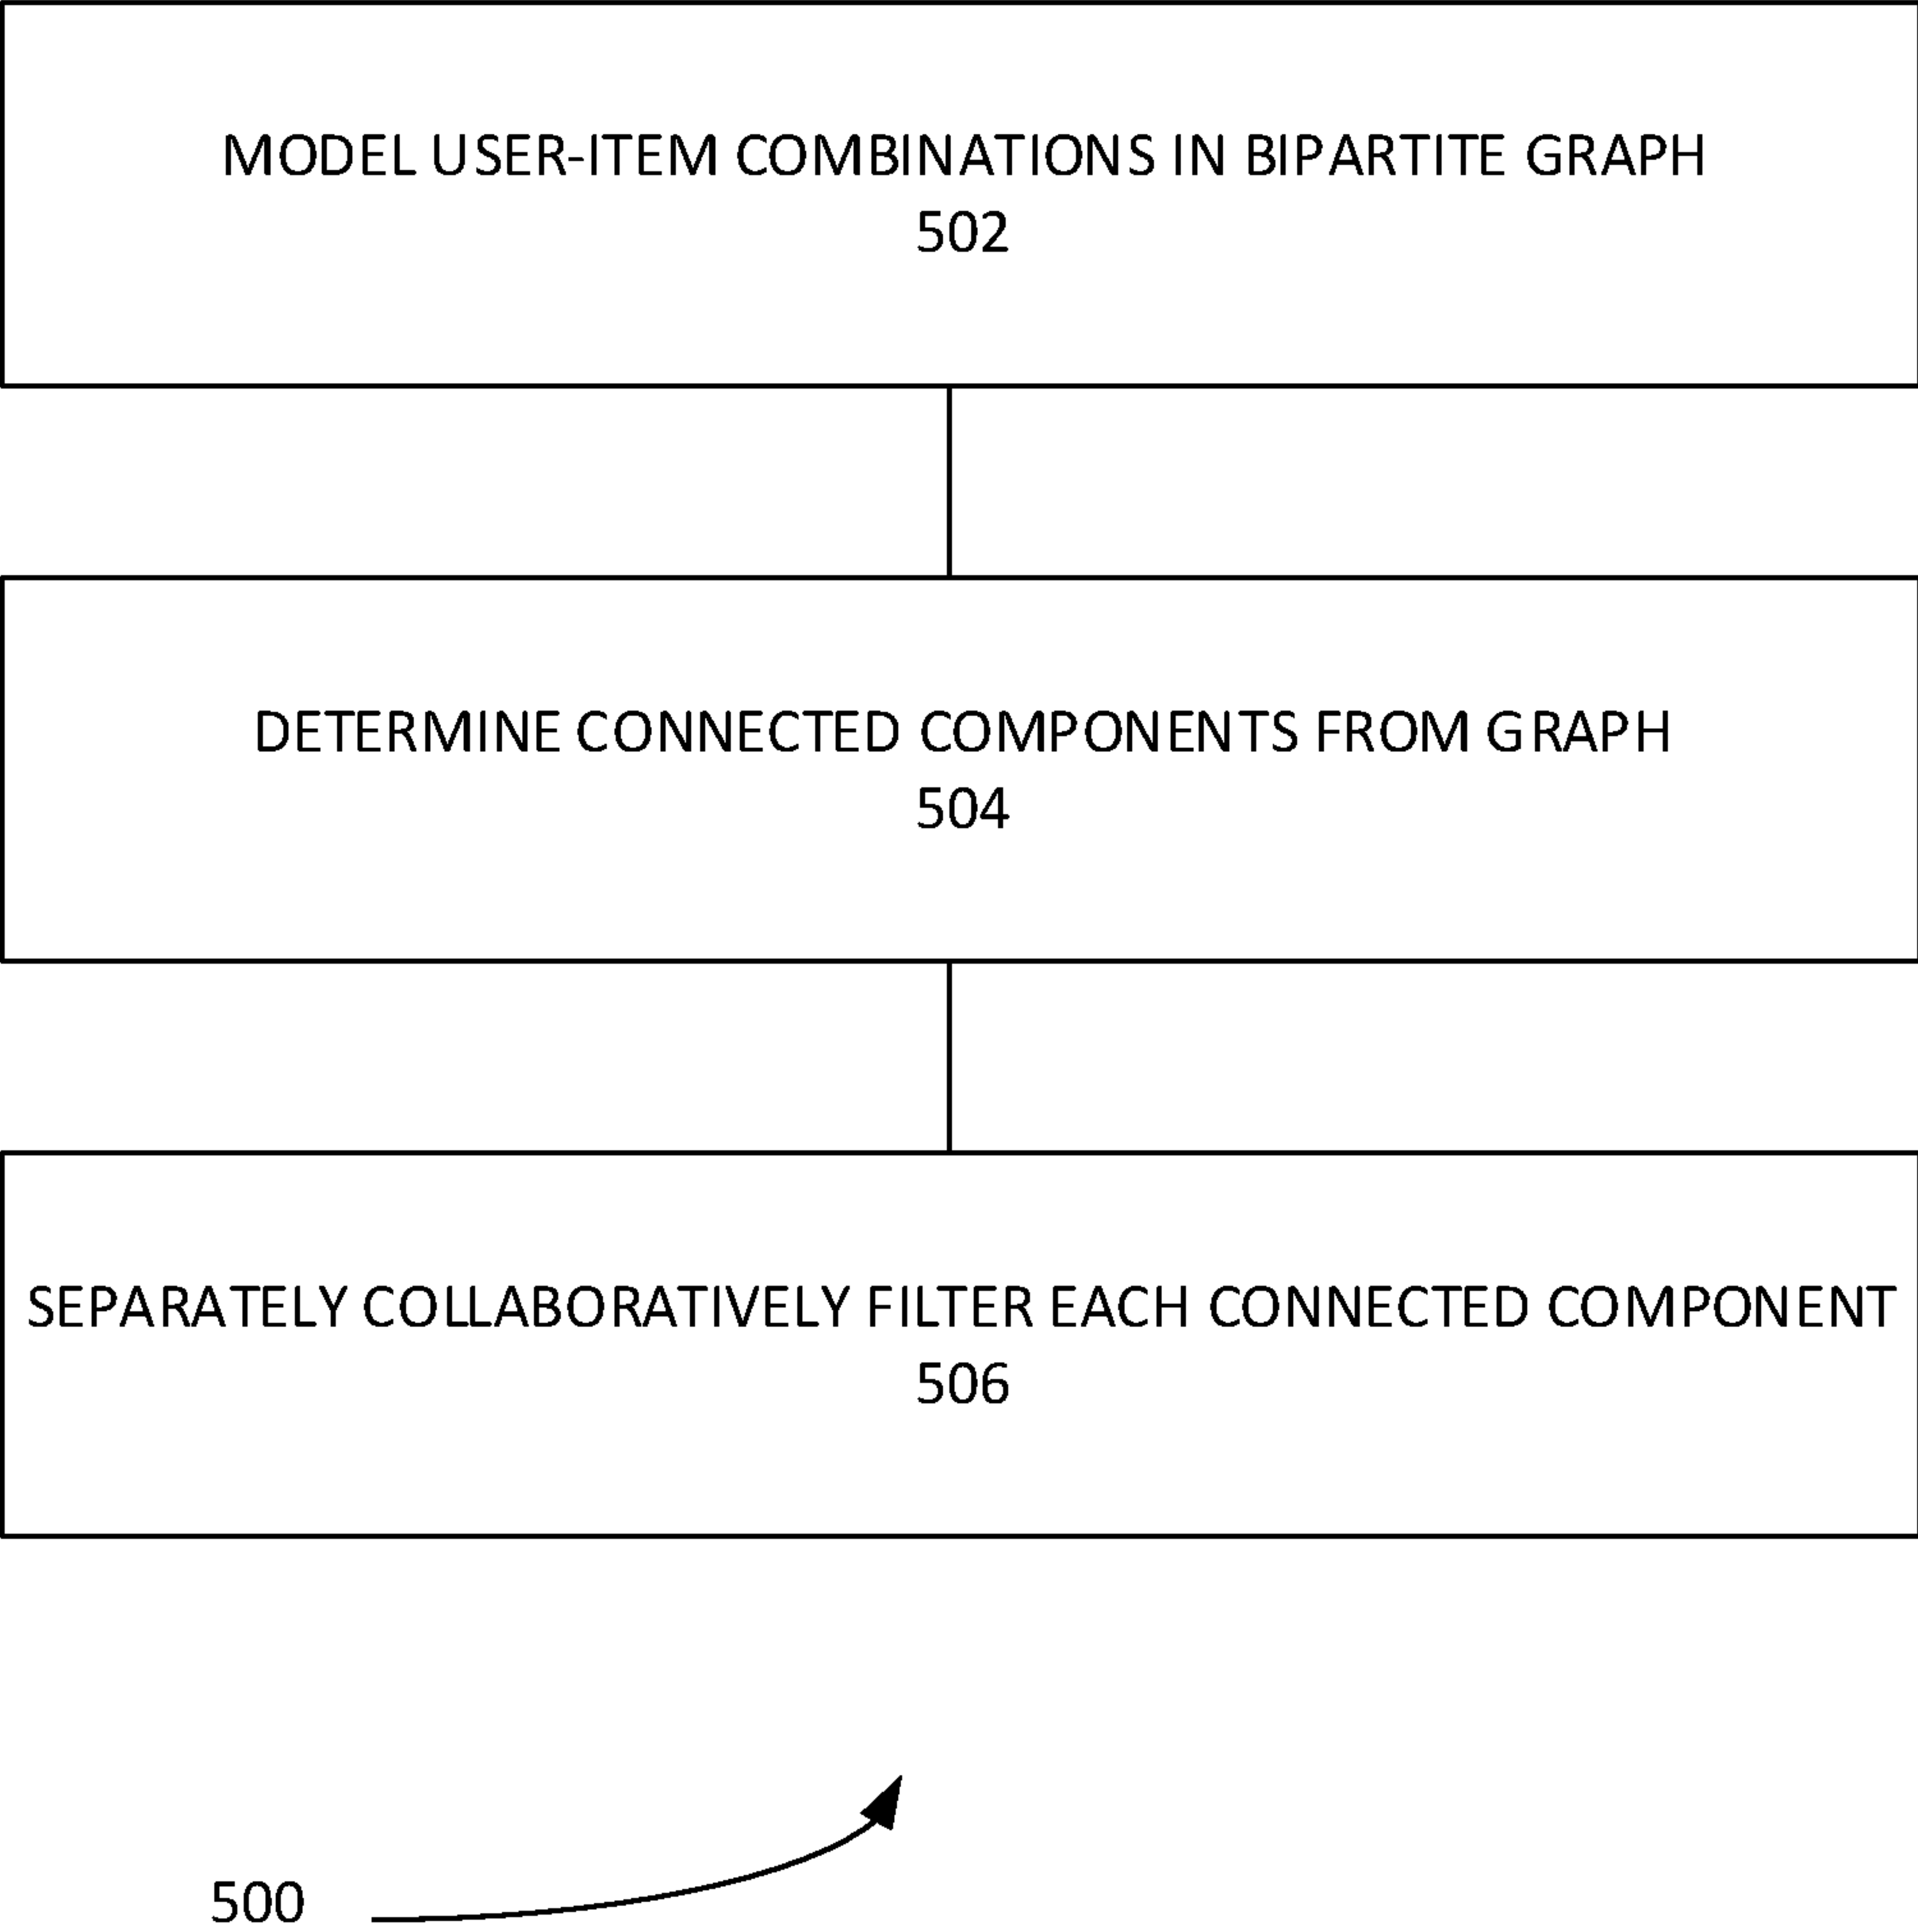 MODEL USER-ITEM COMBINATIONS IN BIPARTITE GRAPH
502
DETERMINE CONNECTED COMPONENTS FROM GRAPH
504
SEPARATELY COLLABORATIVELY FILTER EACH CONNECTED COMPONENT
506
500